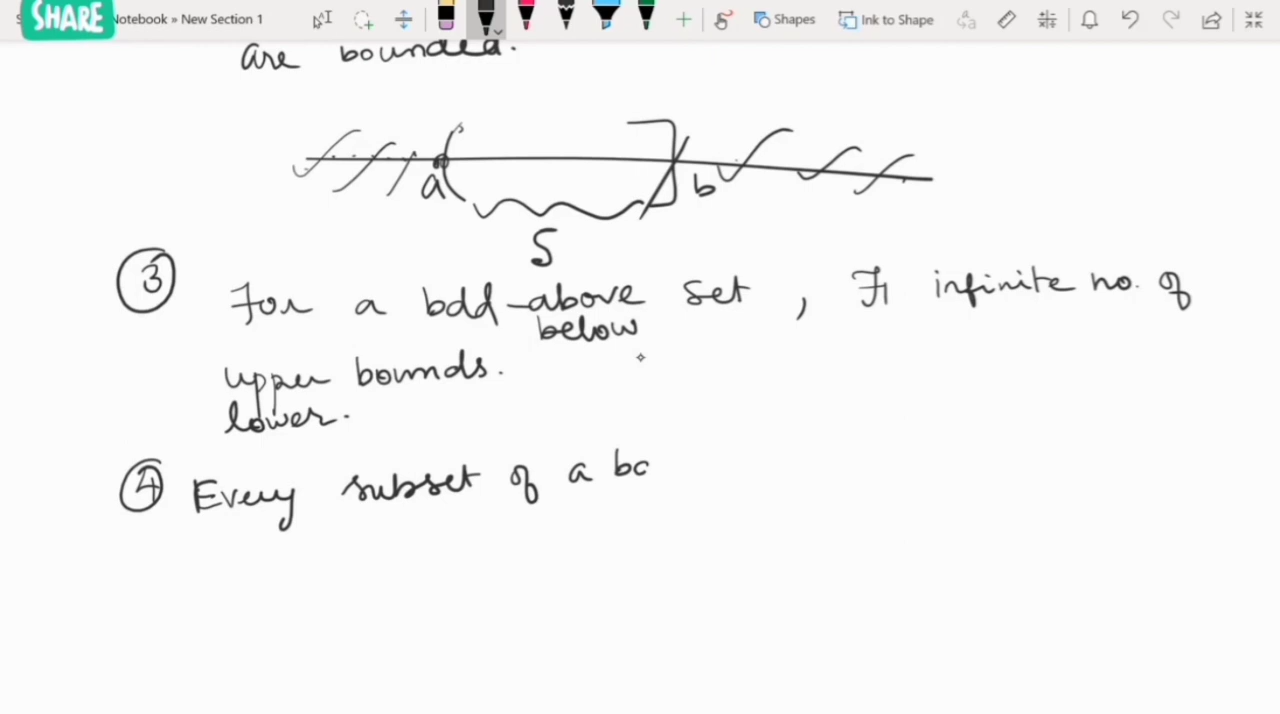 SHARE
Notebook » New Section 1
Shapes
Ink to Shape
are bounded.
a
b
S
③ For a bdd above set, ∃ infinite no. of
below
upper bounds.
lower.
④ Every subset of a bo